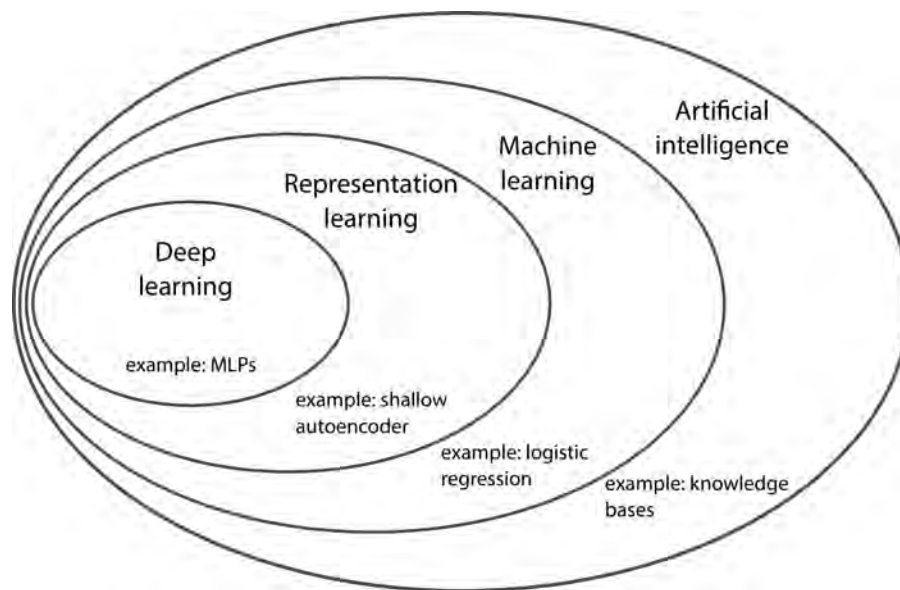 Artificial
intelligence
Machine
learning
Representation
learning
Deep
learning
example: MLPs
example: shallow
autoencoder
example: logistic
regression
example: knowledge
bases